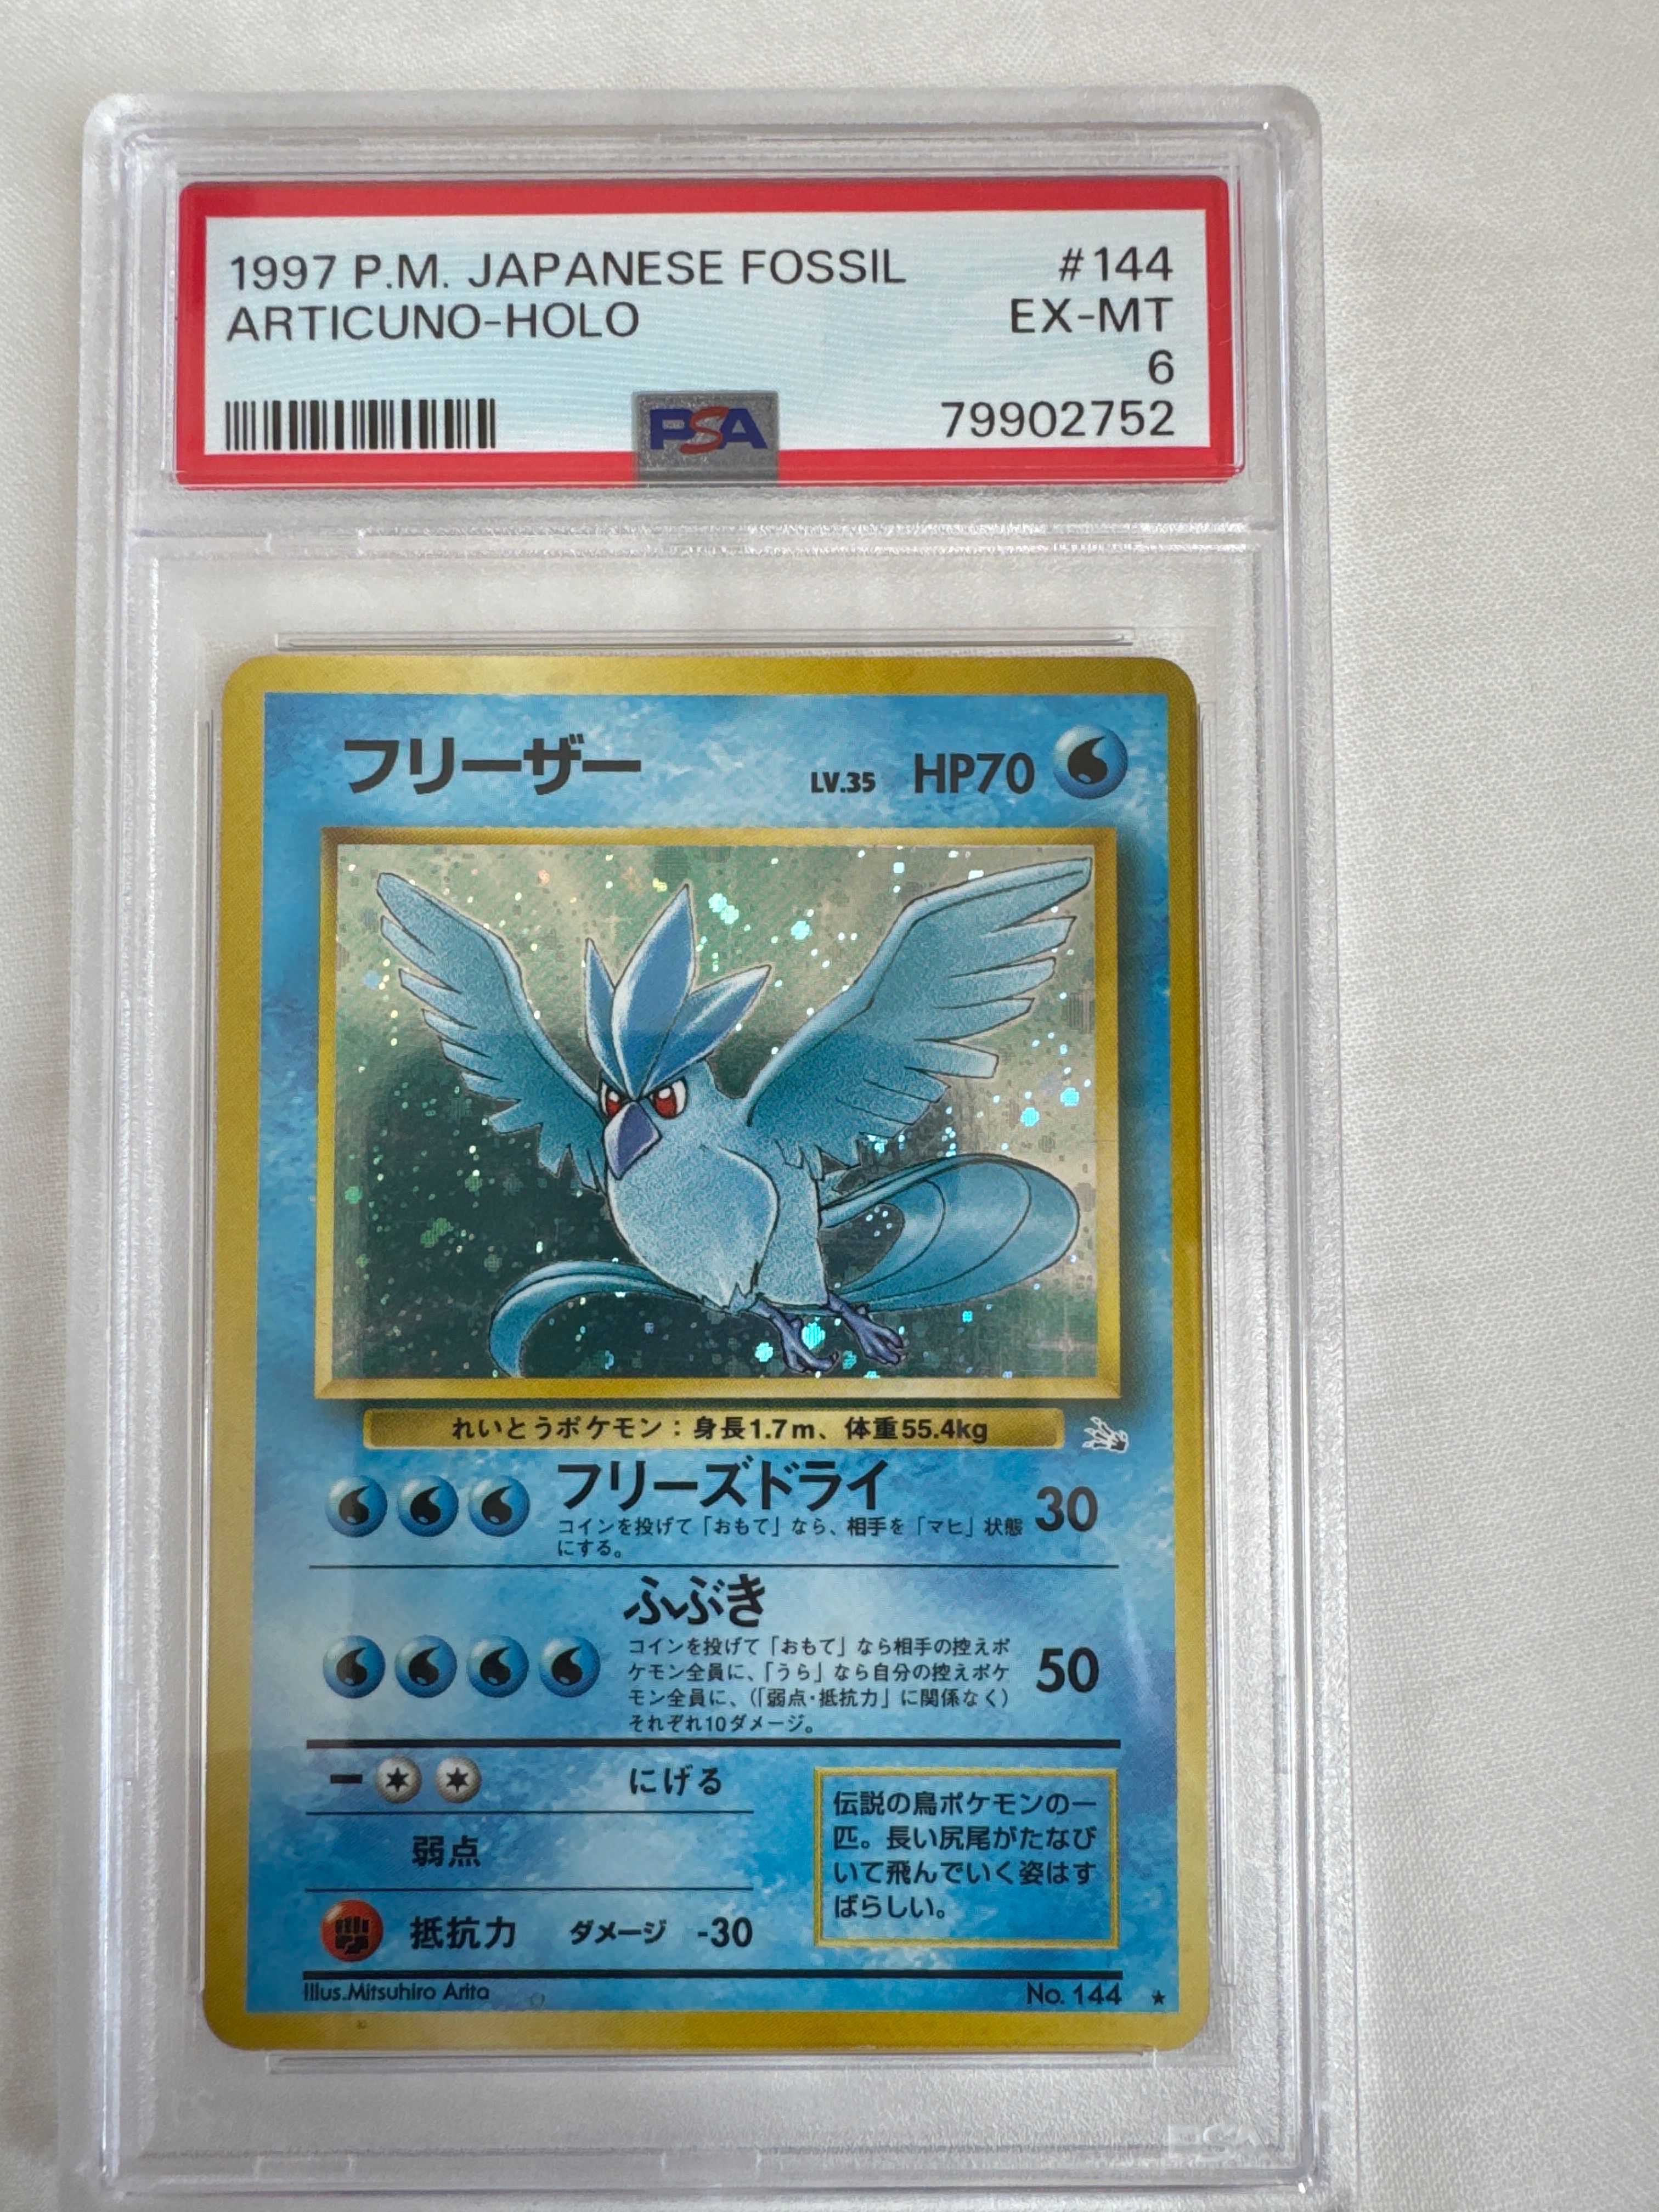 1997 P.M. JAPANESE FOSSIL #144
ARTICUNO-HOLO EX-MT
6
PSA 79902752
フリーザー LV.35 HP70
れいとうポケモン：身長1.7m、体重55.4kg
フリーズドライ 30
コインを投げて「おもて」なら、相手を「マヒ」状態
にする。
ふぶき
コインを投げて「おもて」なら相手の控えポ
ケモン全員に、「うら」なら自分の控えポケ
モン全員に、（「弱点・抵抗力」に関係なく）
それぞれ10ダメージ。
50
にげる
弱点
抵抗力 ダメージ -30
伝説の鳥ポケモンの一
匹。長い尻尾がたなび
いて飛んでいく姿はす
ばらしい。
Illus.Mitsuhiro Arita No. 144 ★
PSA